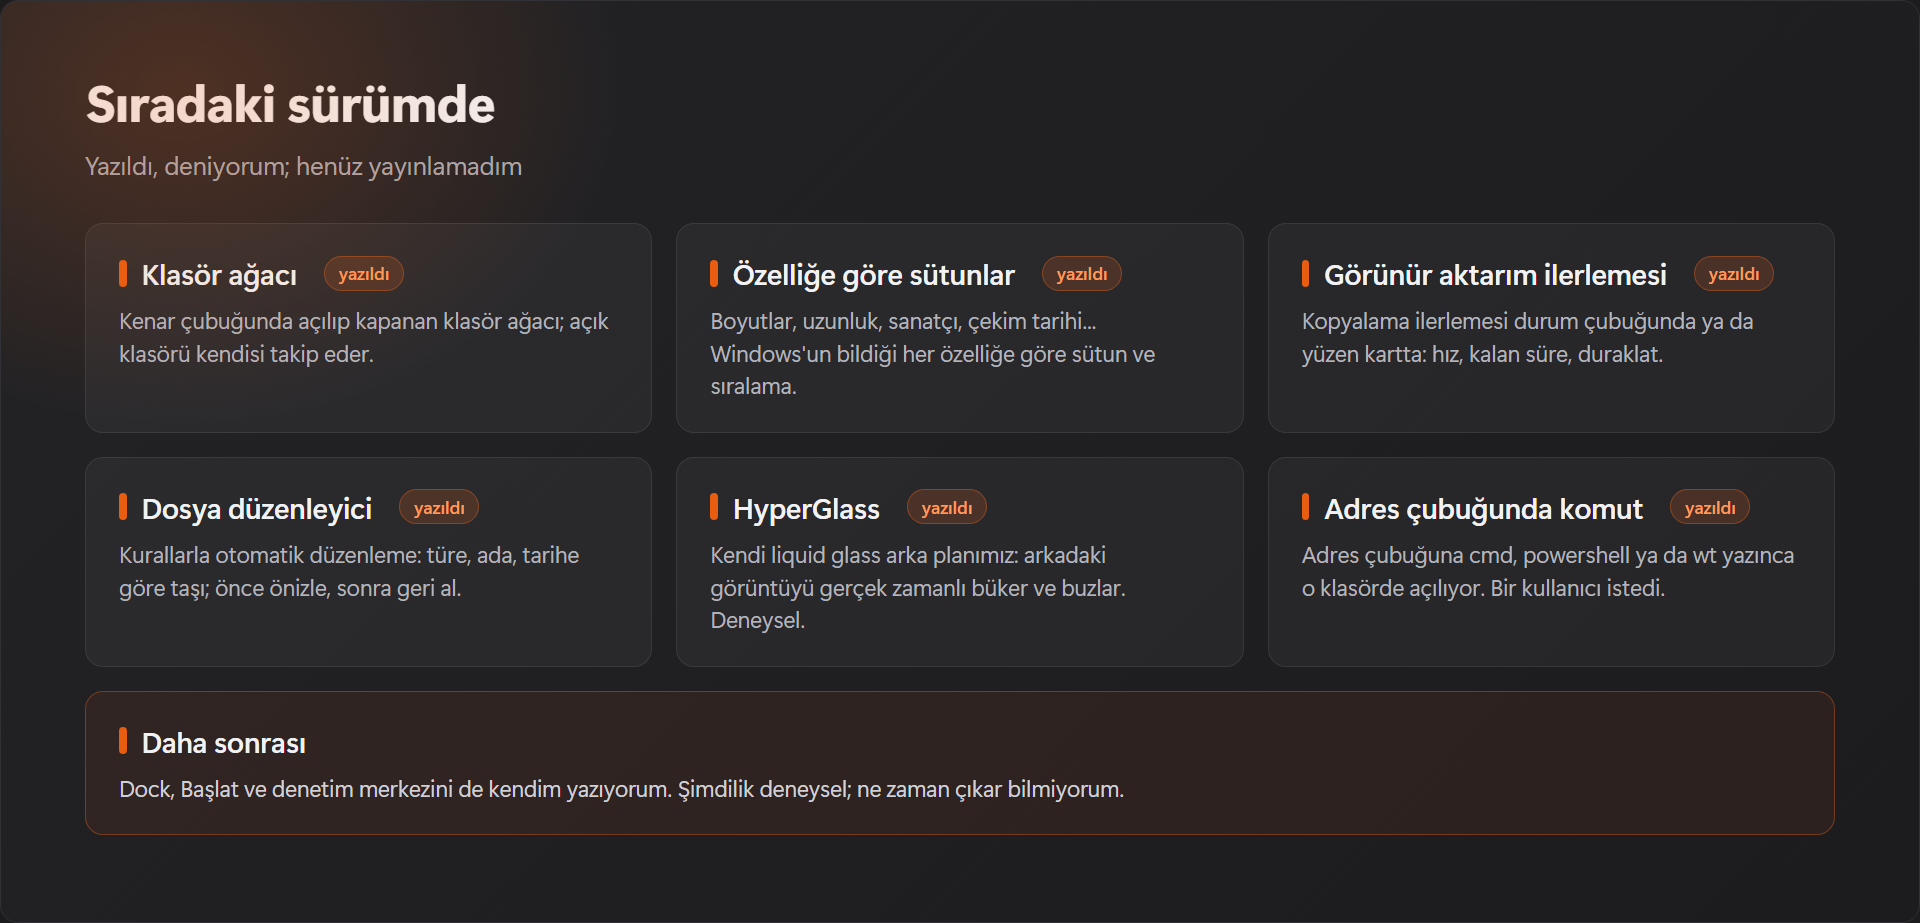 Sıradaki sürümde
Yazıldı, deniyorum; henüz yayınlamadım
Klasör ağacı yazıldı
Kenar çubuğunda açılıp kapanan klasör ağacı; açık
klasörü kendisi takip eder.
Özelliğe göre sütunlar yazıldı
Boyutlar, uzunluk, sanatçı, çekim tarihi...
Windows'un bildiği her özelliğe göre sütun ve
sıralama.
Görünür aktarım ilerlemesi yazıldı
Kopyalama ilerlemesi durum çubuğunda ya da
yüzen kartta: hız, kalan süre, duraklat.
Dosya düzenleyici yazıldı
Kurallarla otomatik düzenleme: türe, ada, tarihe
göre taşı; önce önizle, sonra geri al.
HyperGlass yazıldı
Kendi liquid glass arka planımız: arkadaki
görüntüyü gerçek zamanlı büker ve buzlar.
Deneysel.
Adres çubuğunda komut yazıldı
Adres çubuğuna cmd, powershell ya da wt yazınca
o klasörde açılıyor. Bir kullanıcı istedi.
Daha sonrası
Dock, Başlat ve denetim merkezini de kendim yazıyorum. Şimdilik deneysel; ne zaman çıkar bilmiyorum.